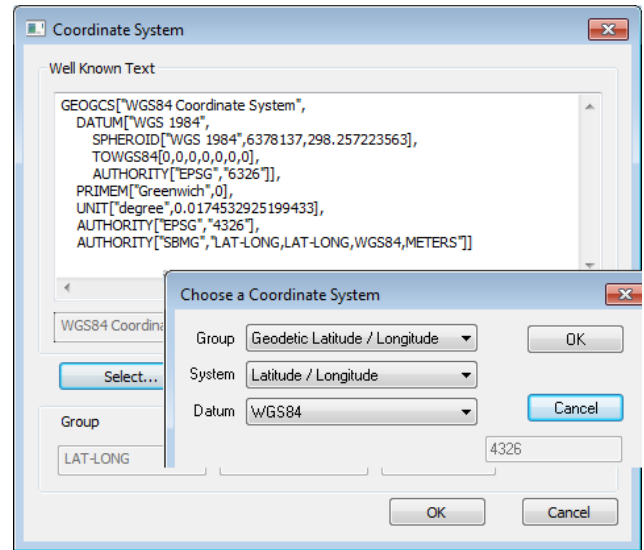 Coordinate System
Well Known Text
GEOGCS["WGS84 Coordinate System",
DATUM["WGS 1984",
SPHEROID["WGS 1984",6378137,298.257223563],
TOWGS84[0,0,0,0,0,0,0],
AUTHORITY["EPSG","6326"]],
PRIMEM["Greenwich",0],
UNIT["degree",0.0174532925199433],
AUTHORITY["EPSG","4326"],
AUTHORITY["SBMG","LAT-LONG,LAT-LONG,WGS84,METERS"]]
WGS84 Coordina
Select...
Group
LAT-LONG
Choose a Coordinate System
Group Geodetic Latitude / Longitude OK
System Latitude / Longitude
Datum WGS84 Cancel
4326
OK Cancel